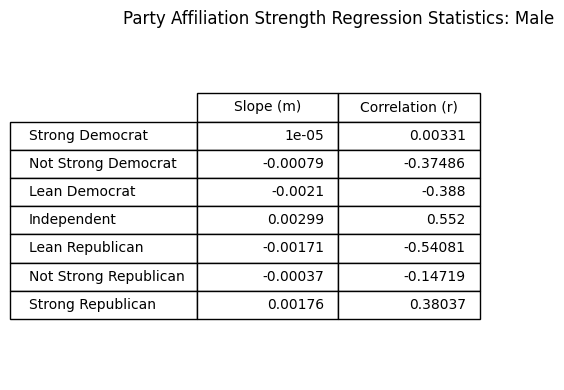 Party Affiliation Strength Regression Statistics: Male
Slope (m) Correlation (r)
Strong Democrat 1e-05 0.00331
Not Strong Democrat -0.00079 -0.37486
Lean Democrat -0.0021 -0.388
Independent 0.00299 0.552
Lean Republican -0.00171 -0.54081
Not Strong Republican -0.00037 -0.14719
Strong Republican 0.00176 0.38037